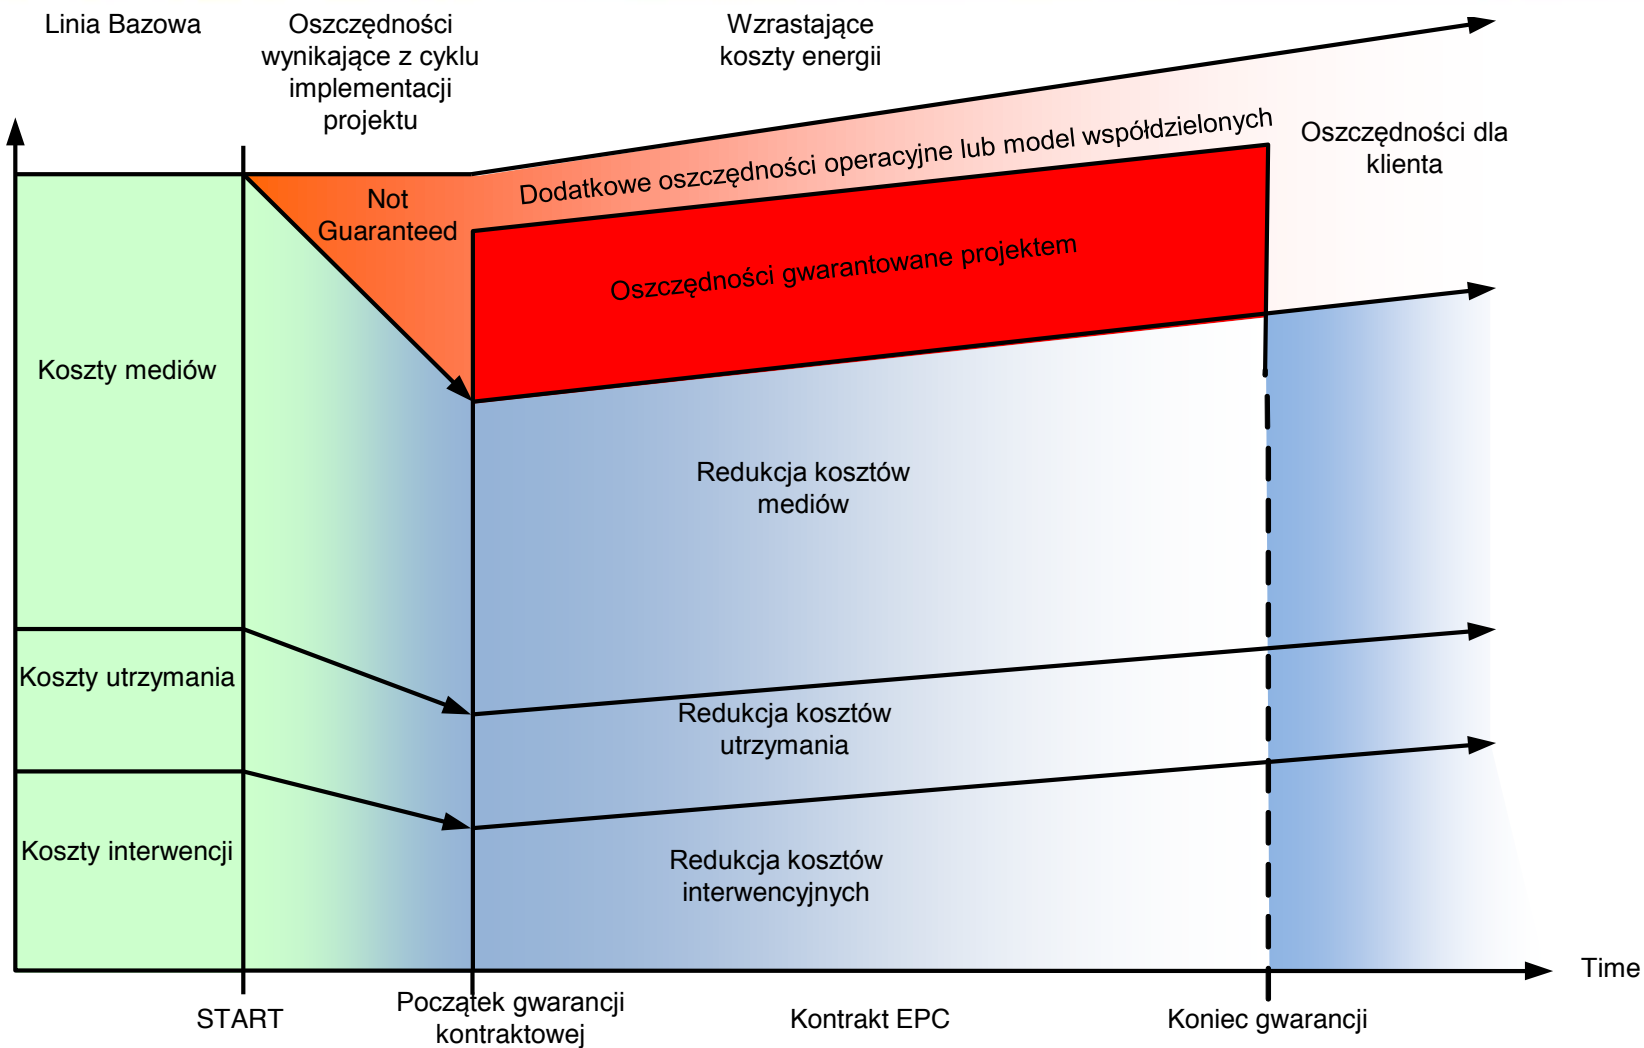 Linia Bazowa
Oszczędności
wynikające z cyklu
implementacji
projektu
Wzrastające
koszty energii
Oszczędności dla
klienta
Not
Guaranteed
Dodatkowe oszczędności operacyjne lub model współdzielonych
Oszczędności gwarantowane projektem
Koszty mediów
Redukcja kosztów
mediów
Koszty utrzymania
Redukcja kosztów
utrzymania
Koszty interwencji
Redukcja kosztów
interwencyjnych
Time
START
Początek gwarancji
kontraktowej
Kontrakt EPC
Koniec gwarancji